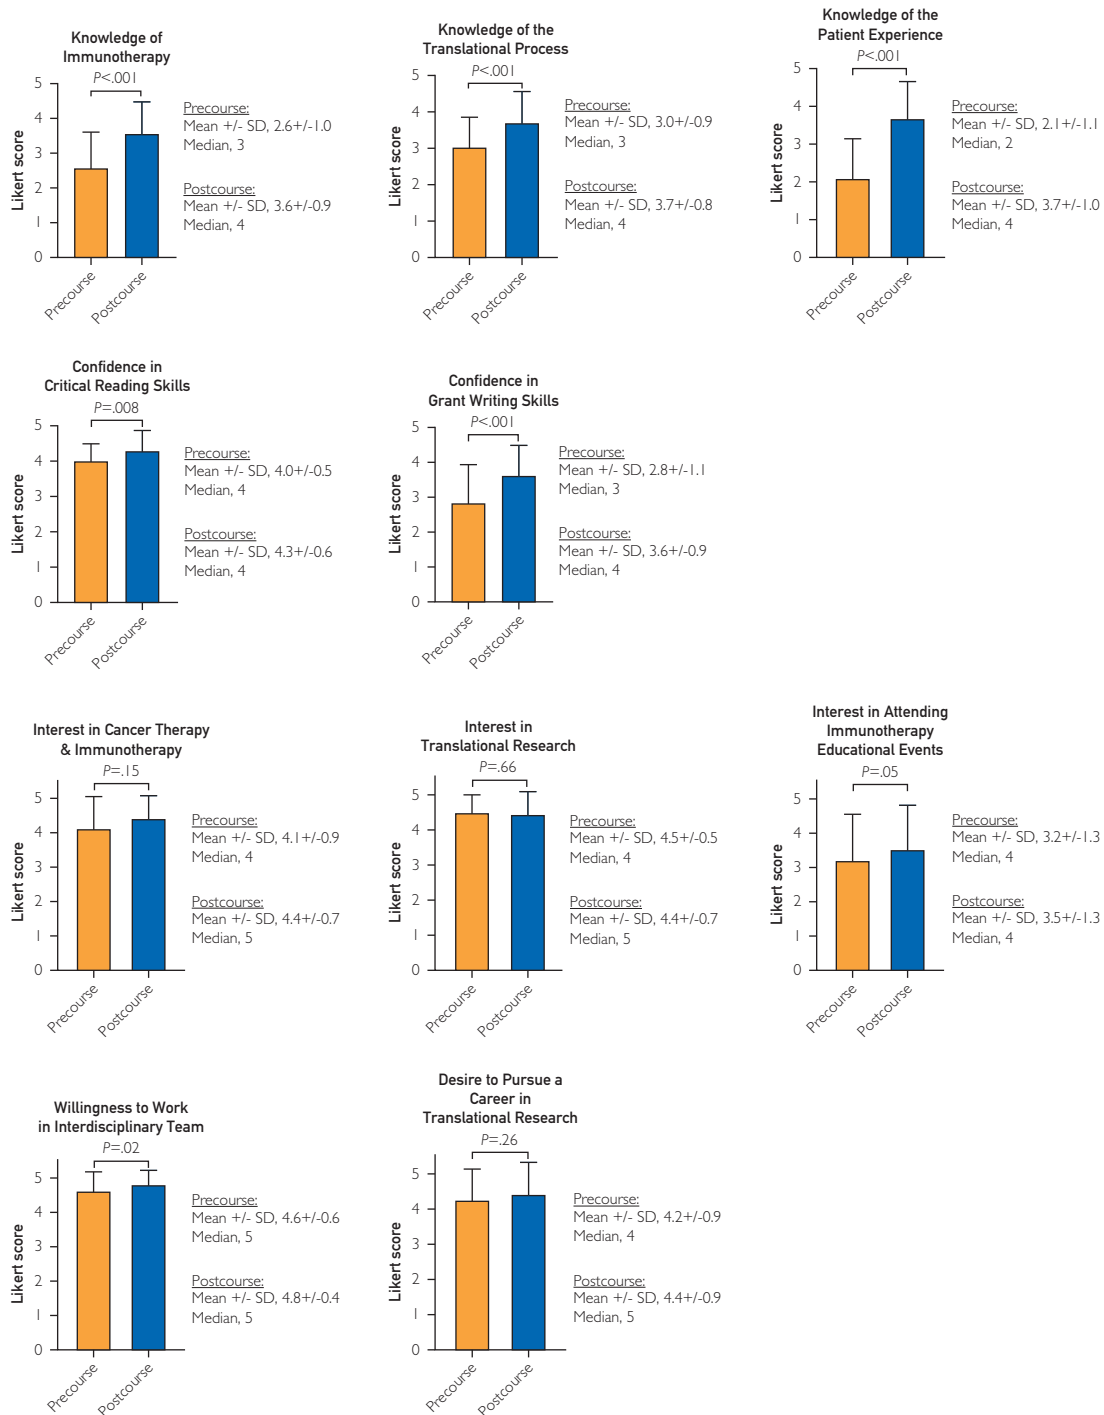 Knowledge of
Immunotherapy
P<.001
5
4
3
2
1
0
Likert score
Precourse
Postcourse
Precourse:
Mean +/- SD, 2.6+/-1.0
Median, 3
Postcourse:
Mean +/- SD, 3.6+/-0.9
Median, 4
Knowledge of the
Translational Process
P<.001
5
4
3
2
1
0
Likert score
Precourse
Postcourse
Precourse:
Mean +/- SD, 3.0+/-0.9
Median, 3
Postcourse:
Mean +/- SD, 3.7+/-0.8
Median, 4
Knowledge of the
Patient Experience
P<.001
5
4
3
2
1
0
Likert score
Precourse
Postcourse
Precourse:
Mean +/- SD, 2.1+/-1.1
Median, 2
Postcourse:
Mean +/- SD, 3.7+/-1.0
Median, 4
Confidence in
Critical Reading Skills
P=.008
5
4
3
2
1
0
Likert score
Precourse
Postcourse
Precourse:
Mean +/- SD, 4.0+/-0.5
Median, 4
Postcourse:
Mean +/- SD, 4.3+/-0.6
Median, 4
Confidence in
Grant Writing Skills
P<.001
5
4
3
2
1
0
Likert score
Precourse
Postcourse
Precourse:
Mean +/- SD, 2.8+/-1.1
Median, 3
Postcourse:
Mean +/- SD, 3.6+/-0.9
Median, 4
Interest in Cancer Therapy
& Immunotherapy
P=.15
5
4
3
2
1
0
Likert score
Precourse
Postcourse
Precourse:
Mean +/- SD, 4.1+/-0.9
Median, 4
Postcourse:
Mean +/- SD, 4.4+/-0.7
Median, 5
Interest in
Translational Research
P=.66
5
4
3
2
1
0
Likert score
Precourse
Postcourse
Precourse:
Mean +/- SD, 4.5+/-0.5
Median, 4
Postcourse:
Mean +/- SD, 4.4+/-0.7
Median, 5
Interest in Attending
Immunotherapy
Educational Events
P=.05
5
4
3
2
1
0
Likert score
Precourse
Postcourse
Precourse:
Mean +/- SD, 3.2+/-1.3
Median, 4
Postcourse:
Mean +/- SD, 3.5+/-1.3
Median, 4
Willingness to Work
in Interdisciplinary Team
P=.02
5
4
3
2
1
0
Likert score
Precourse
Postcourse
Precourse:
Mean +/- SD, 4.6+/-0.6
Median, 5
Postcourse:
Mean +/- SD, 4.8+/-0.4
Median, 5
Desire to Pursue a
Career in
Translational Research
P=.26
5
4
3
2
1
0
Likert score
Precourse
Postcourse
Precourse:
Mean +/- SD, 4.2+/-0.9
Median, 4
Postcourse:
Mean +/- SD, 4.4+/-0.9
Median, 5